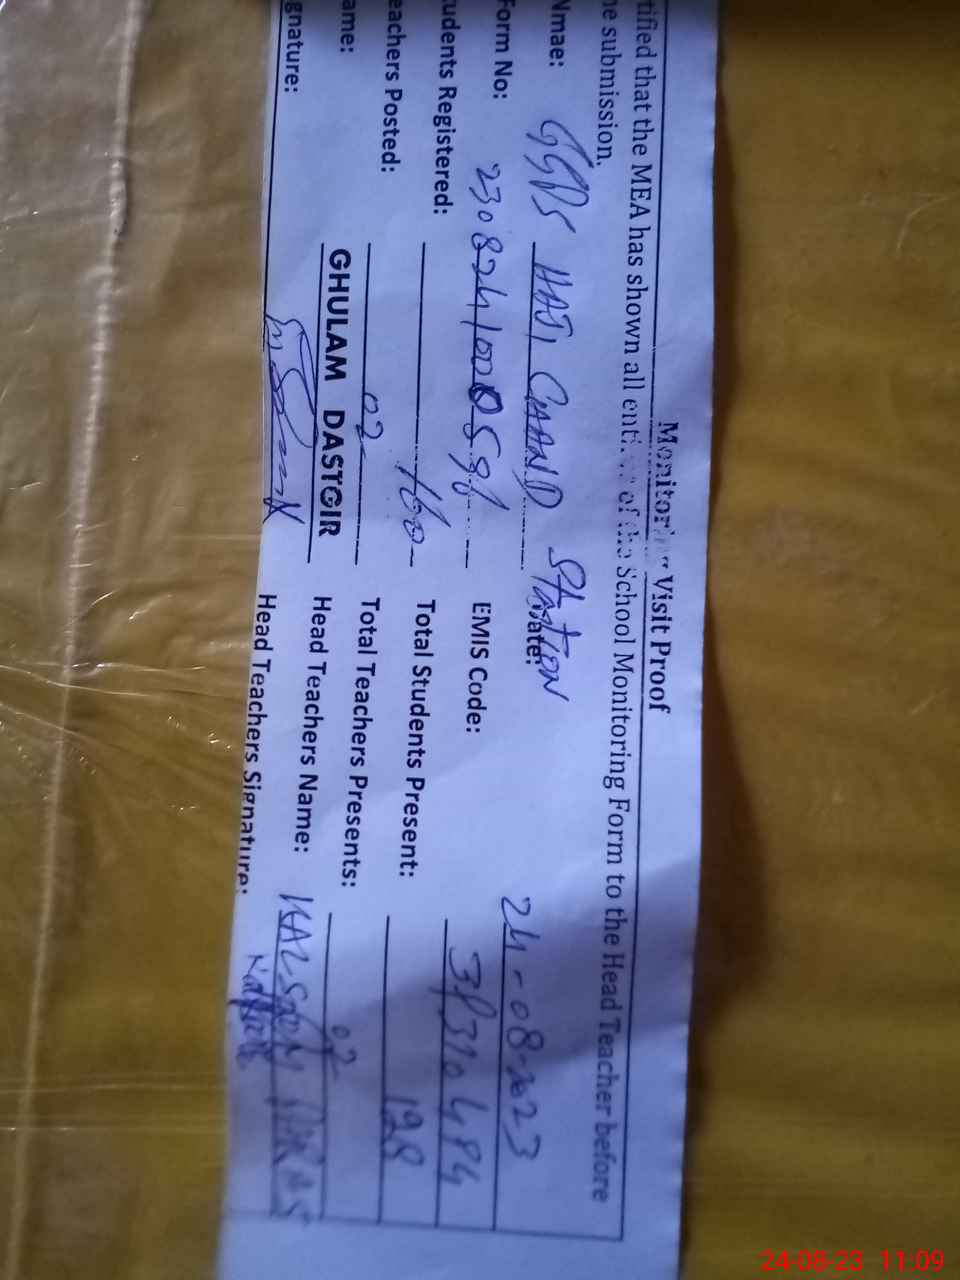 Monitoring Visit Proof
tified that the MEA has shown all entries of the School Monitoring Form to the Head Teacher before
he submission.
Nmae: GGPS HAJI CHAND Station Date: 24-08-2023
Form No: EMIS Code:
udents Registered: 160 Total Students Present: 128
eachers Posted: 02 Total Teachers Presents: 02
ame: GHULAM DASTGIR Head Teachers Name: KALSOOM
gnature: Head Teachers Signature:
24-08-23 11:09